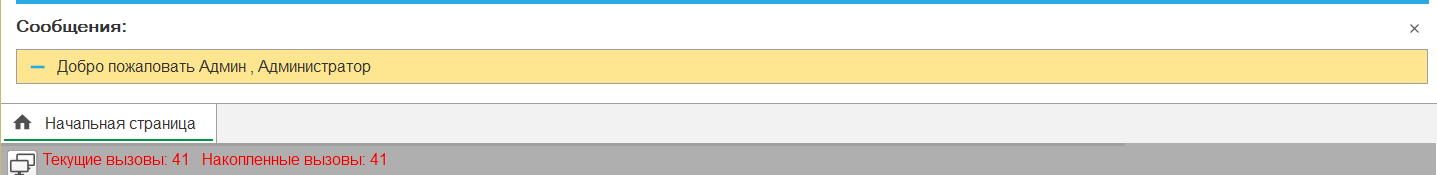 Сообщения:
Добро пожаловать Админ , Администратор
Начальная страница
Текущие вызовы: 41 Накопленные вызовы: 41